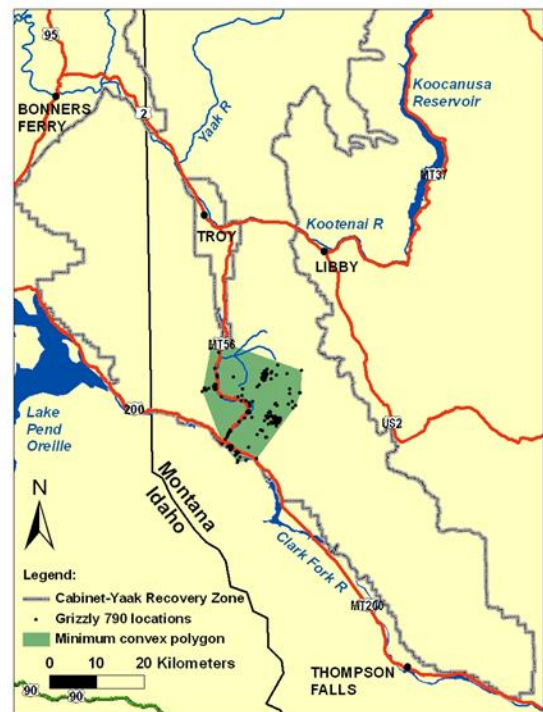 95
BONNERS
FERRY
2
Yaak R
Koocanusa
Reservoir
MT37
TROY
Kootenai R
LIBBY
MT56
200
US2
Lake
Pend
Oreille
Montana
Idaho
N
Clark Fork R
MT200
Legend:
Cabinet-Yaak Recovery Zone
Grizzly 790 locations
Minimum convex polygon
0 10 20 Kilometers
THOMPSON
FALLS
90
90